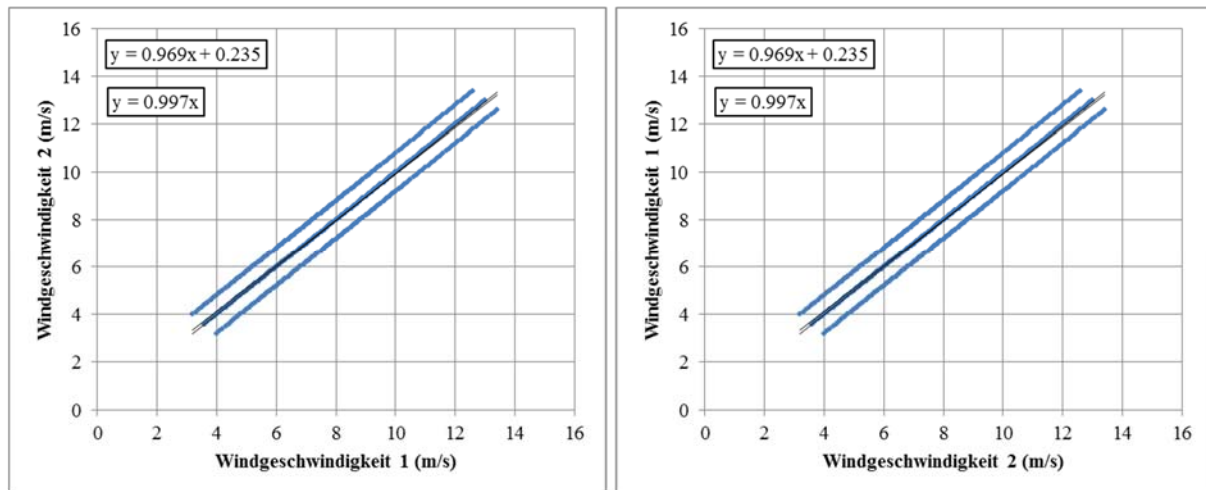 16
14
12
10
8
6
4
2
0
y = 0.969x + 0.235
y = 0.997x
Windgeschwindigkeit 2 (m/s)
0 2 4 6 8 10 12 14 16
Windgeschwindigkeit 1 (m/s)
16
14
12
10
8
6
4
2
0
y = 0.969x + 0.235
y = 0.997x
Windgeschwindigkeit 1 (m/s)
0 2 4 6 8 10 12 14 16
Windgeschwindigkeit 2 (m/s)